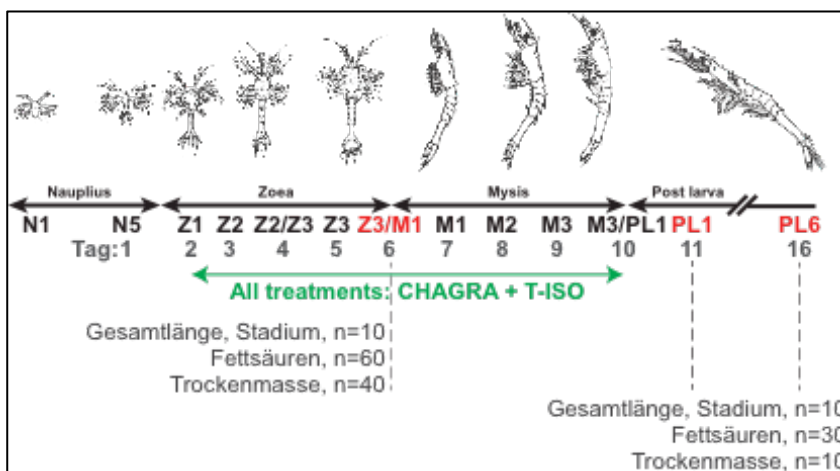 Nauplius Zoea Mysis Post larva
N1 N5 Z1 Z2 Z2/Z3 Z3 Z3/M1 M1 M2 M3 M3/PL1 PL1 PL6
Tag:1 2 3 4 5 6 7 8 9 10 11 16
All treatments: CHAGRA + T-ISO
Gesamtlänge, Stadium, n=10
Fettsäuren, n=60
Trockenmasse, n=40
Gesamtlänge, Stadium, n=10
Fettsäuren, n=30
Trockenmasse, n=10